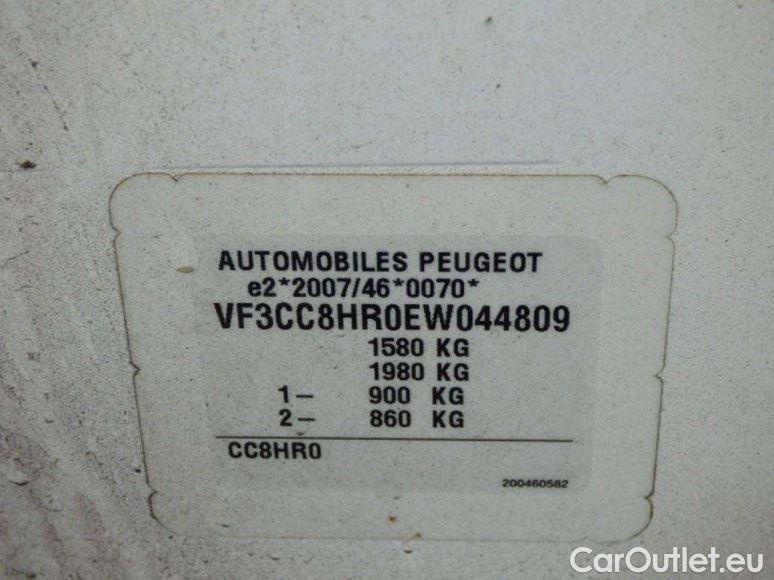 AUTOMOBILES PEUGEOT
e2*2007/46*0070*
VF3CC8HR0EW044809
1580 KG
1980 KG
1- 900 KG
2- 860 KG
CC8HR0
200460582
CarOutlet.eu